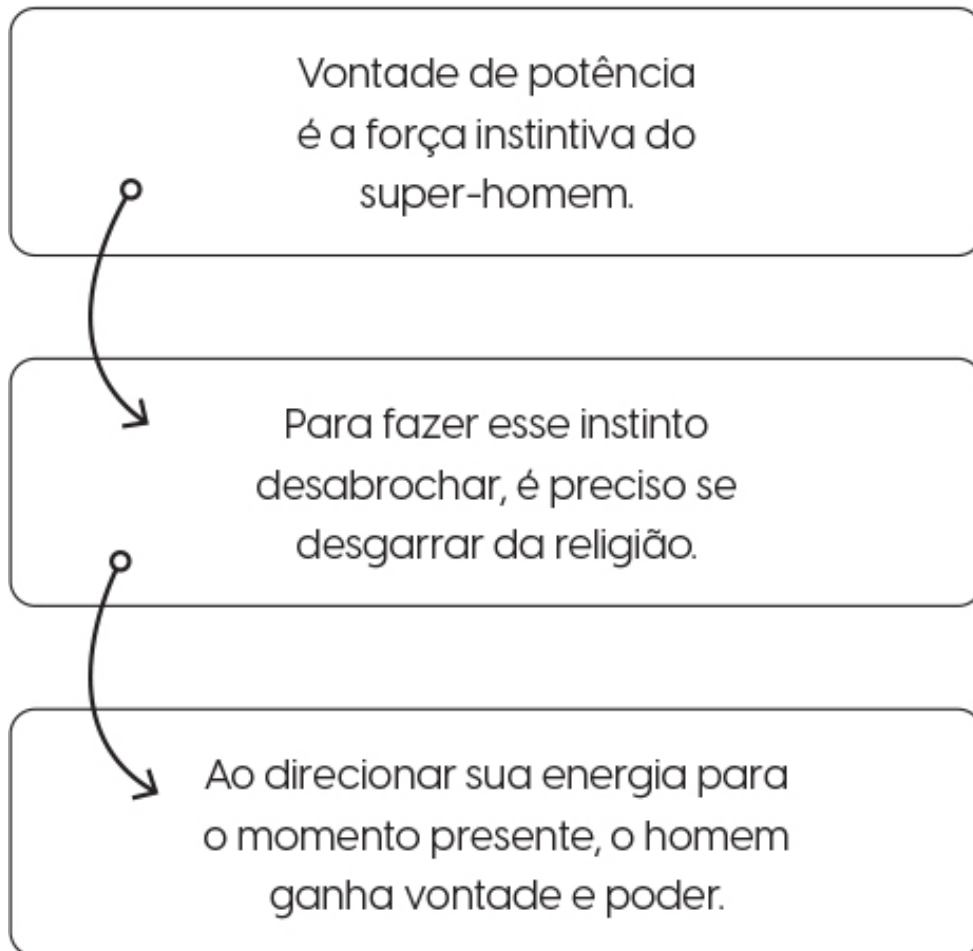 Vontade de potência
é a força instintiva do
super-homem.
Para fazer esse instinto
desabrochar, é preciso se
desgarrar da religião.
Ao direcionar sua energia para
o momento presente, o homem
ganha vontade e poder.